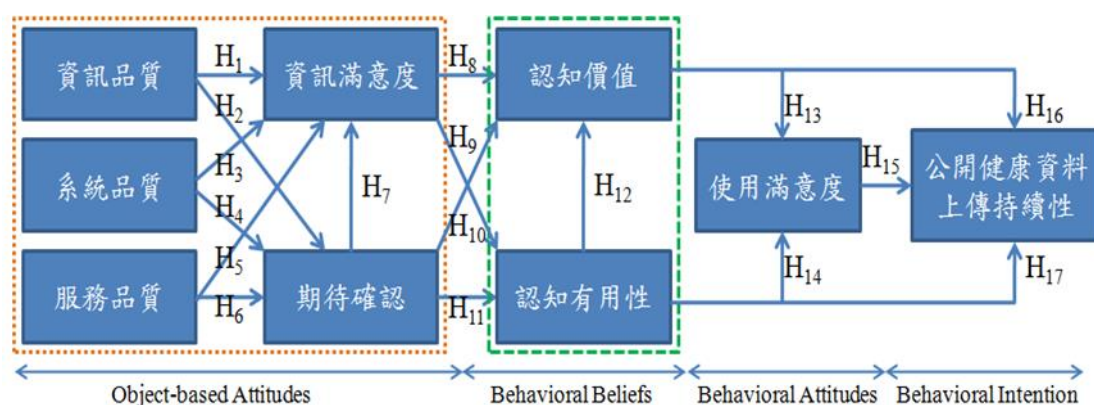 資訊品質
H1
資訊滿意度
H8
認知價值
H2
H13
H16
H3
H9
系統品質
H7
H12
使用滿意度
H15
公開健康資料
上傳持續性
H4
H10
H5
H14
H17
服務品質
H6
期待確認
H11
認知有用性
Object-based Attitudes
Behavioral Beliefs
Behavioral Attitudes
Behavioral Intention